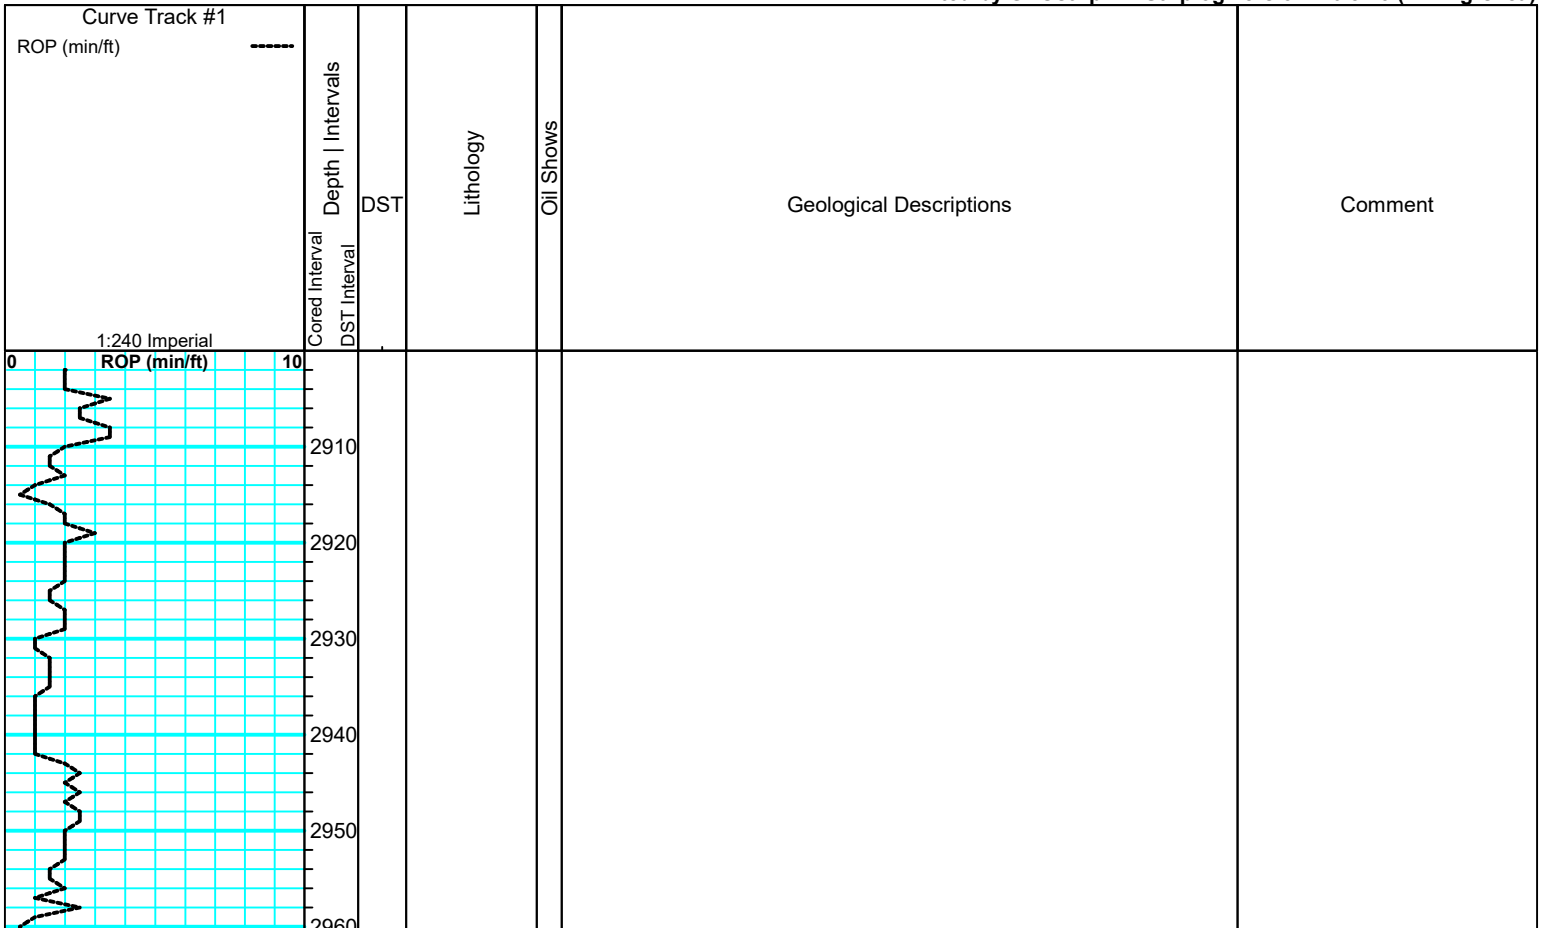 Curve Track #1
ROP (min/ft)
Depth | Intervals
Cored Interval
DST Interval
DST
Lithology
Oil Shows
Geological Descriptions
Comment
1:240 Imperial
0 ROP (min/ft) 10
2910
2920
2930
2940
2950
2960